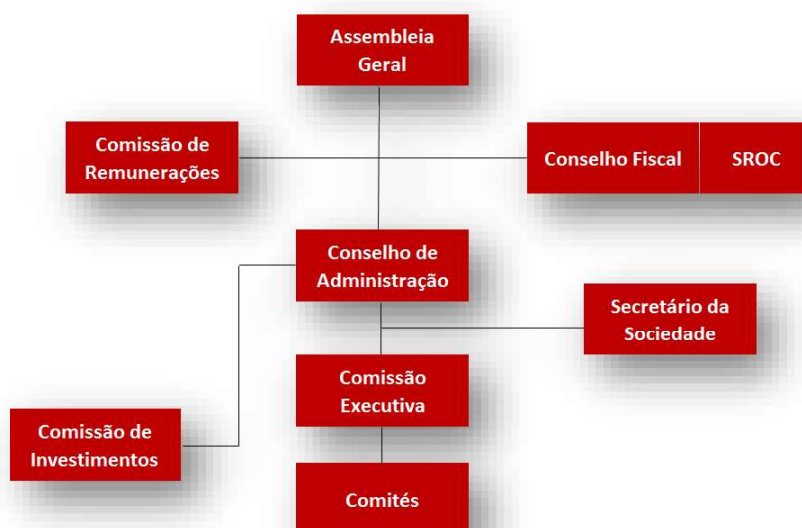 Assembleia
Geral
Comissão de
Remunerações
Conselho Fiscal
SROC
Conselho de
Administração
Secretário da
Sociedade
Comissão
Executiva
Comissão de
Investimentos
Comités